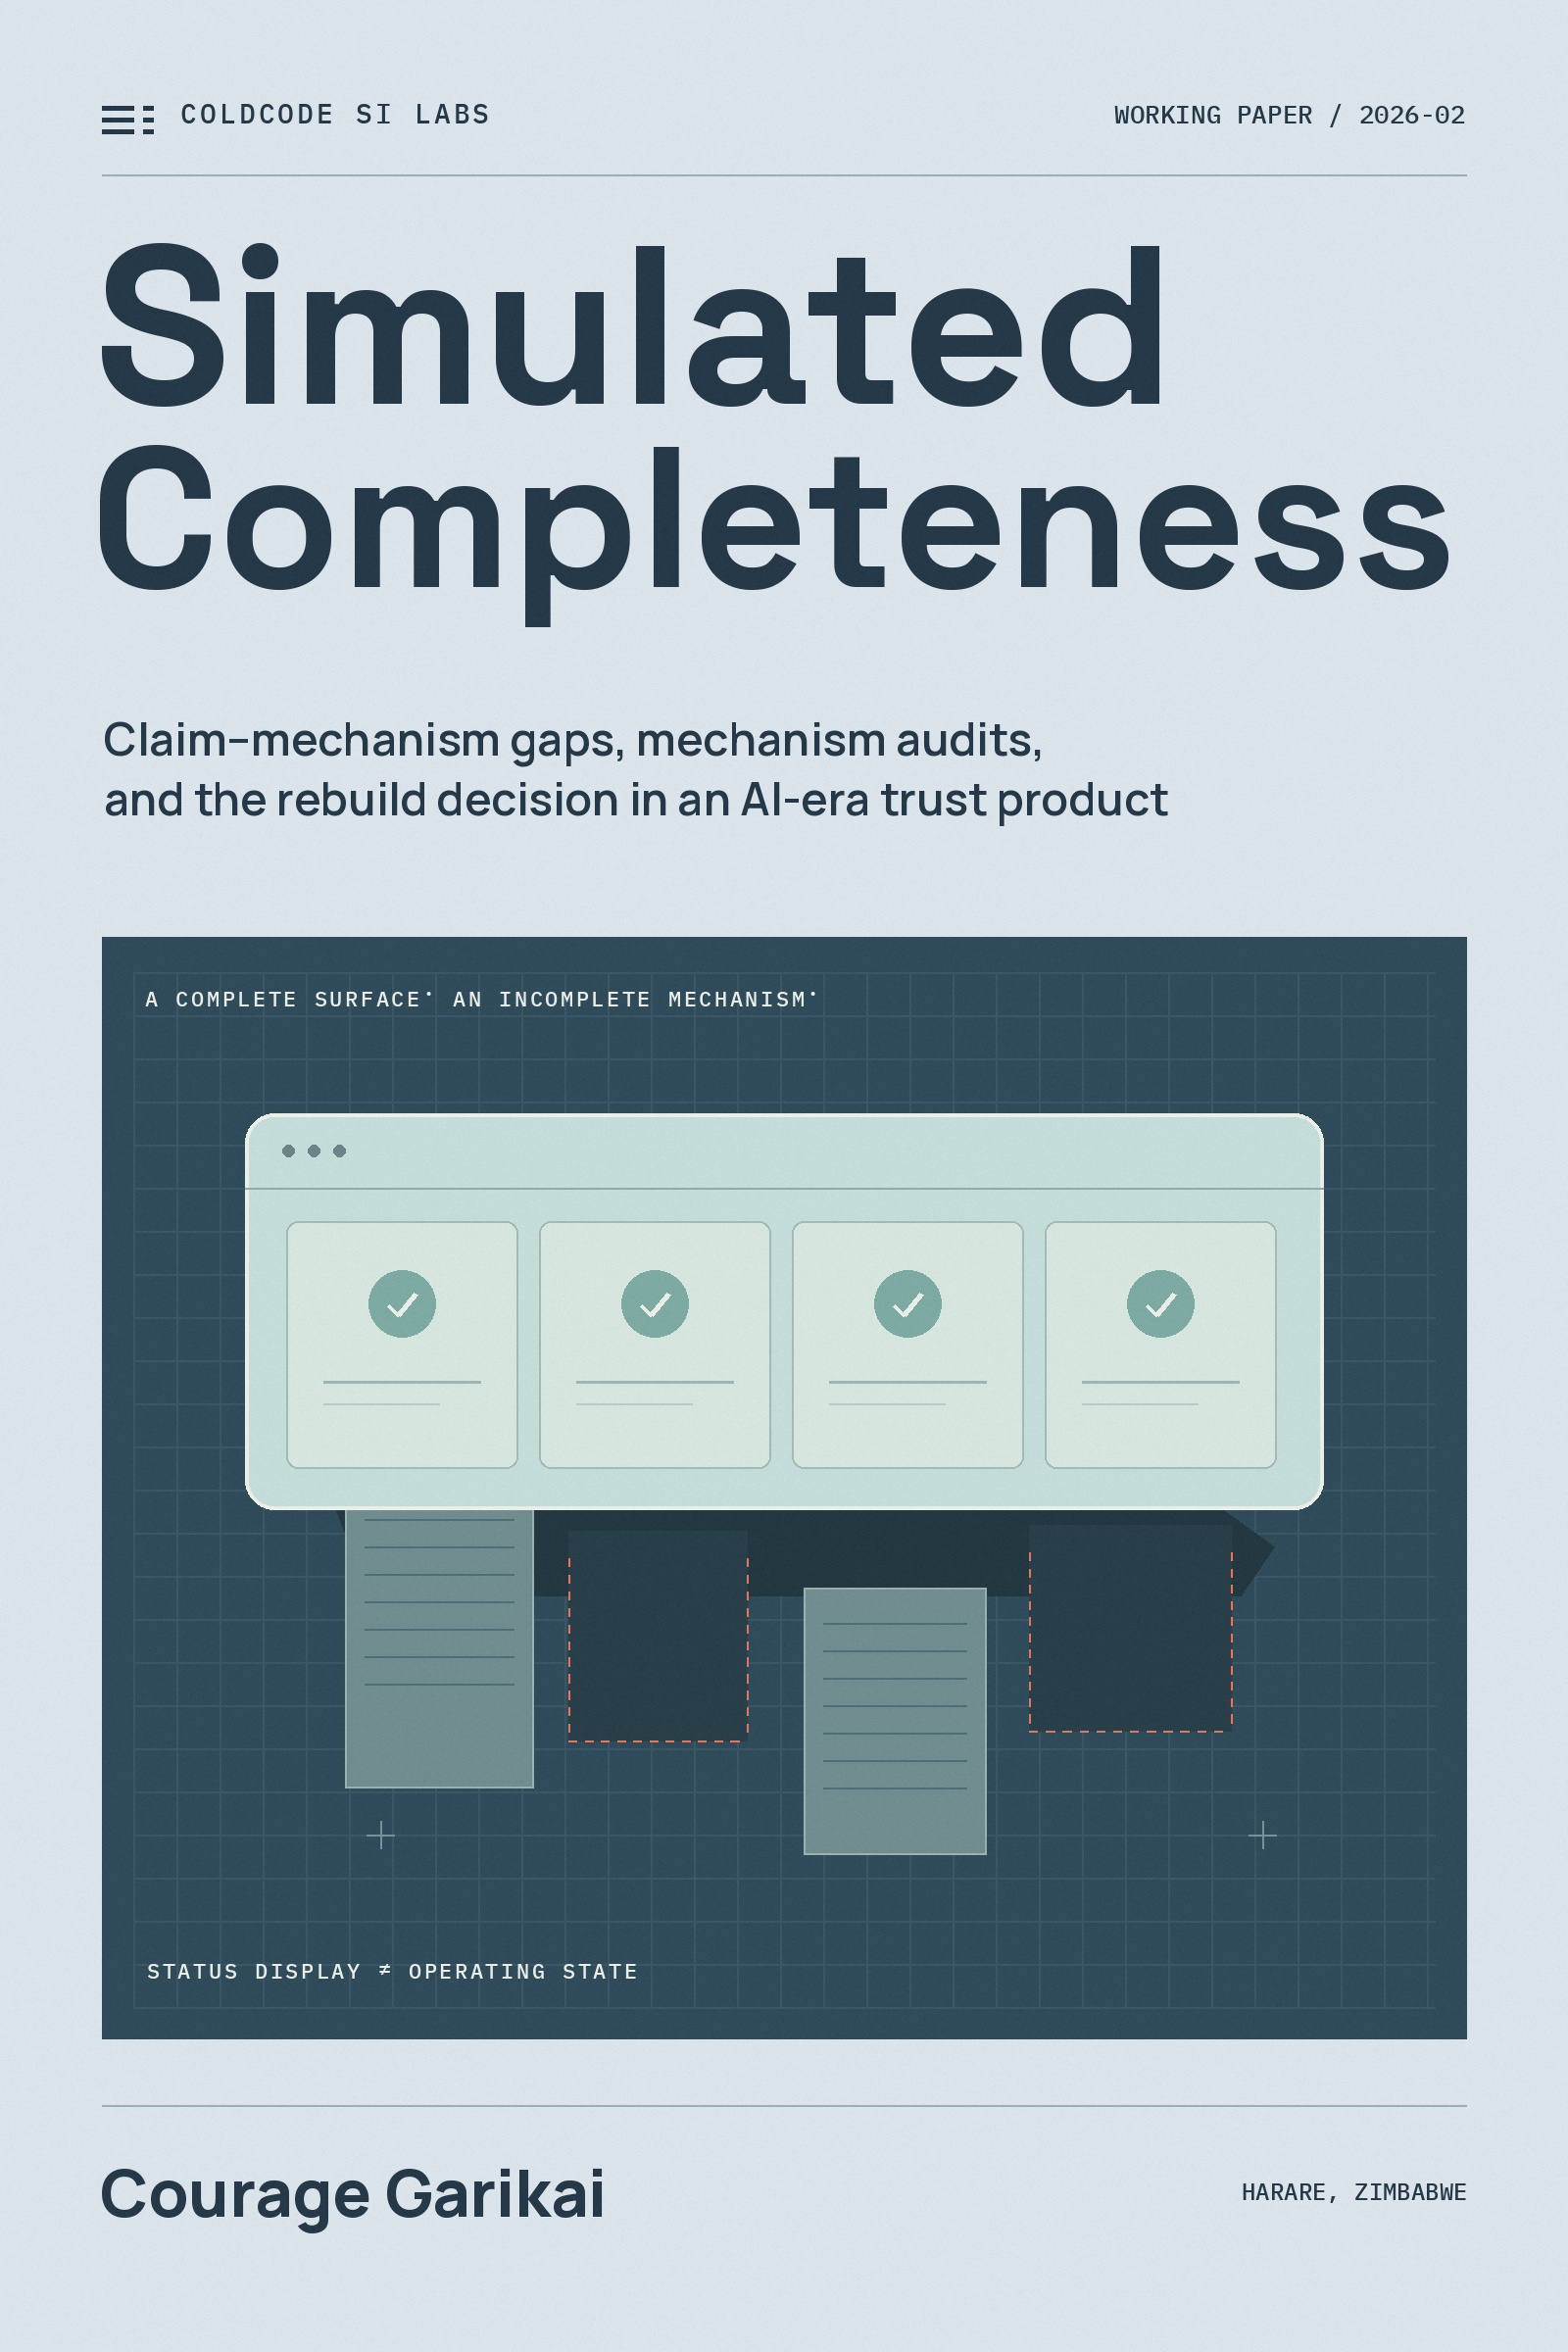 COLDCODE SI LABS
WORKING PAPER / 2026-02
Simulated
Completeness
Claim–mechanism gaps, mechanism audits,
and the rebuild decision in an AI-era trust product
A COMPLETE SURFACE˙ AN INCOMPLETE MECHANISM˙
STATUS DISPLAY ≠ OPERATING STATE
Courage Garikai
HARARE, ZIMBABWE